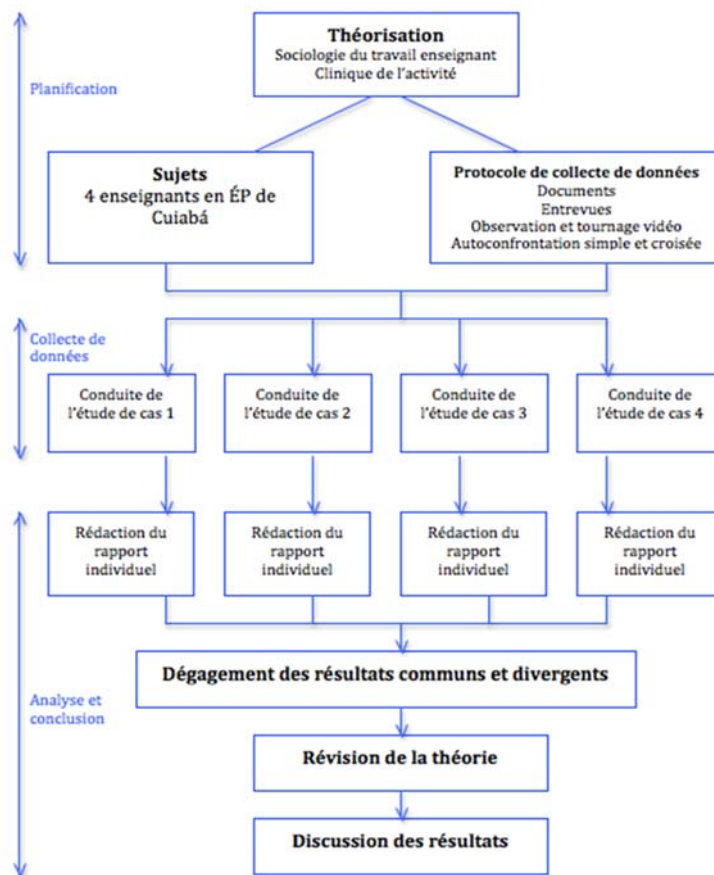 Théorisation
Sociologie du travail enseignant
Clinique de l'activité
Planification
Sujets
4 enseignants en ÉP de
Cuiabá
Protocole de collecte de données
Documents
Entrevues
Observation et tournage vidéo
Autoconfrontation simple et croisée
Collecte de
données
Conduite de
l'étude de cas 1
Conduite de
l'étude de cas 2
Conduite de
l'étude de cas 3
Conduite de
l'étude de cas 4
Rédaction du
rapport
individuel
Rédaction du
rapport
individuel
Rédaction du
rapport
individuel
Rédaction du
rapport
individuel
Dégagement des résultats communs et divergents
Analyse et
conclusion
Révision de la théorie
Discussion des résultats